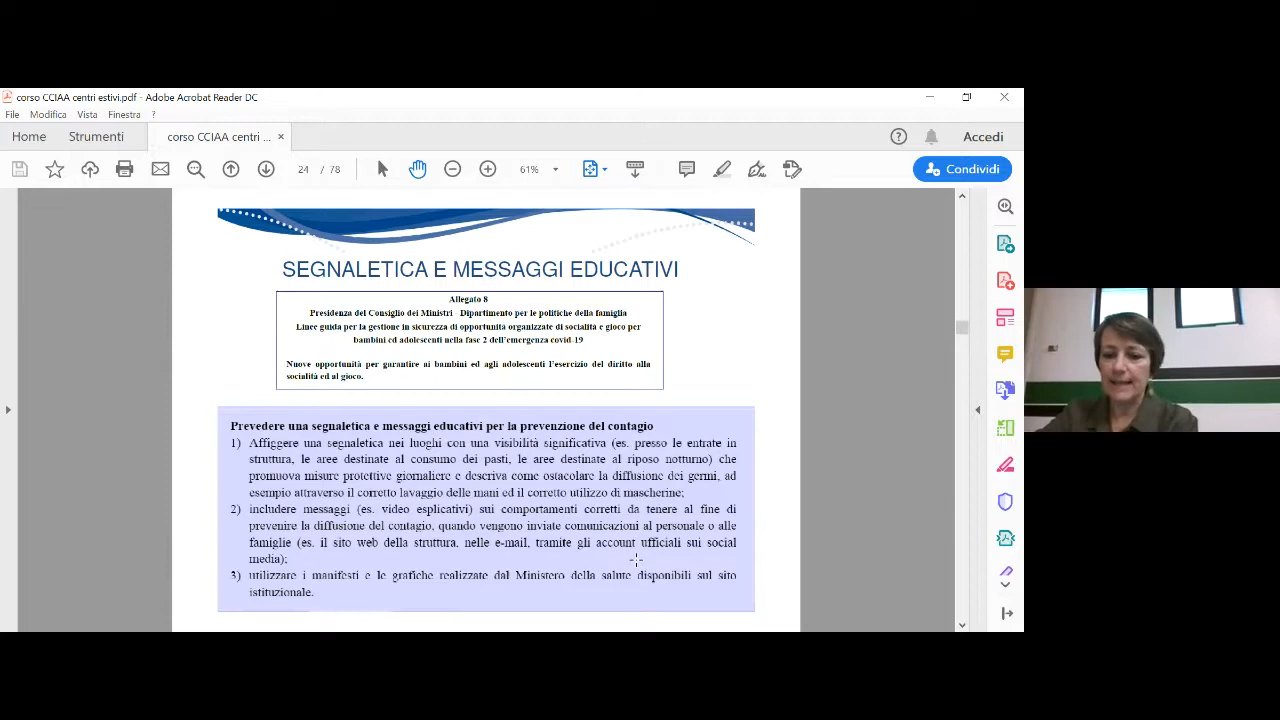 corso CCIAA centri estivi.pdf - Adobe Acrobat Reader DC
File Modifica Vista Finestra ?
Home Strumenti corso CCIAA centri ... × Accedi
24 / 78 61% Condividi
SEGNALETICA E MESSAGGI EDUCATIVI
Allegato 8
Presidenza del Consiglio dei Ministri - Dipartimento per le politiche della famiglia
Linee guida per la gestione in sicurezza di opportunità organizzate di socialità e gioco per
bambini ed adolescenti nella fase 2 dell'emergenza covid-19
Nuove opportunità per garantire ai bambini ed agli adolescenti l'esercizio del diritto alla
socialità ed al gioco.
Prevedere una segnaletica e messaggi educativi per la prevenzione del contagio
1) Affiggere una segnaletica nei luoghi con una visibilità significativa (es. presso le entrate in
struttura, le aree destinate al consumo dei pasti, le aree destinate al riposo notturno) che
promuova misure protettive giornaliere e descriva come ostacolare la diffusione dei germi, ad
esempio attraverso il corretto lavaggio delle mani ed il corretto utilizzo di mascherine;
2) includere messaggi (es. video esplicativi) sui comportamenti corretti da tenere al fine di
prevenire la diffusione del contagio, quando vengono inviate comunicazioni al personale o alle
famiglie (es. il sito web della struttura, nelle e-mail, tramite gli account ufficiali sui social
media);
3) utilizzare i manifesti e le grafiche realizzate dal Ministero della salute disponibili sul sito
istituzionale.